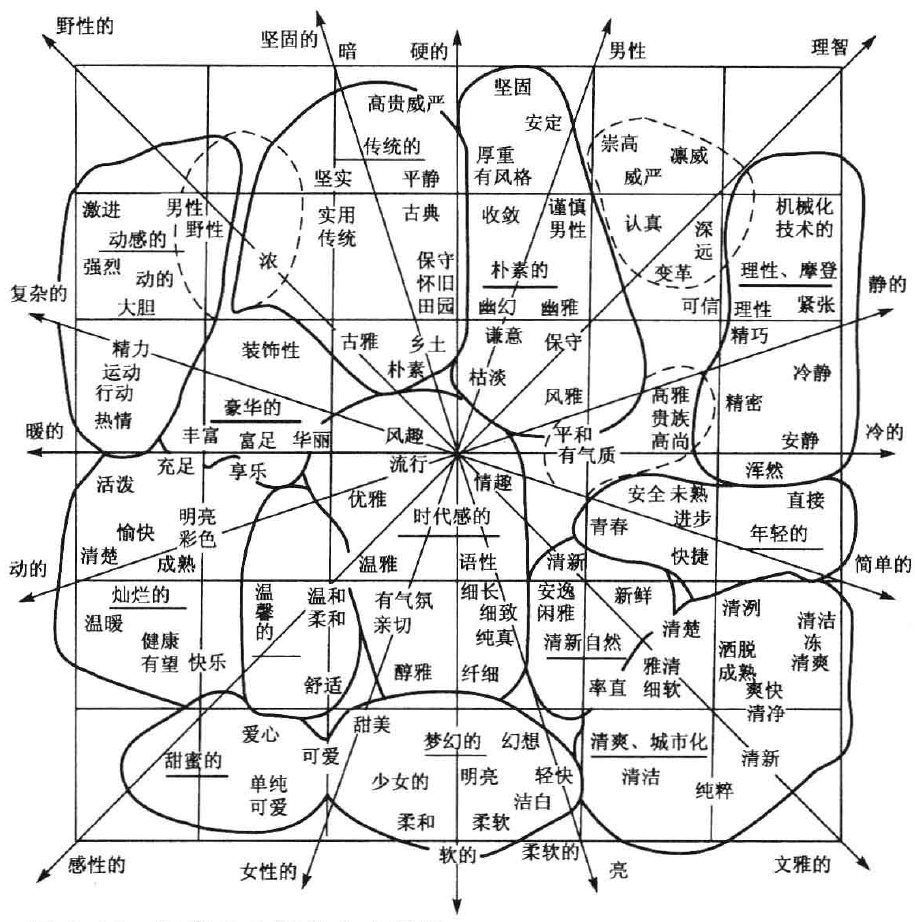 野性的
坚固的
暗
硬的
男性
理智
高贵威严
坚固
安定
传统的
崇高
凛威
威严
厚重
有风格
坚实
平静
激进
男性
野性
实用
传统
古典
收敛
谨慎
男性
认真
深
远
机械化
技术的
动感的
强烈
动的
浓
保守
怀旧
田园
朴素的
变革
理性、摩登
复杂的
静的
大胆
幽幻
幽雅
可信
理性
紧张
精力
运动
行动
热情
装饰性
古雅
乡土
朴素
谦意
保守
精巧
枯淡
冷静
风雅
高雅
贵族
高尚
精密
豪华的
暖的
丰富
富足
华丽
风趣
平和
有气质
安静
冷的
充足
享乐
流行
浑然
活泼
优雅
情趣
安全
未熟
直接
明亮
彩色
时代感的
青春
进步
年轻的
愉快
清楚
成熟
动的
温雅
语性
清新
快捷
简单的
灿烂的
温暖
温
馨
的
温和
柔和
有气氛
亲切
细长
细致
纯真
安逸
闲雅
新鲜
清冽
清洁
冻
清爽
清楚
健康
有望
快乐
清新自然
洒脱
成熟
舒适
醇雅
纤细
率直
雅清
细软
爽快
清净
爱心
可爱
甜美
梦幻的
幻想
清爽、城市化
甜蜜的
清新
单纯
可爱
少女的
明亮
轻快
洁白
清洁
纯粹
柔和
柔软
感性的
女性的
软的
柔软的
亮
文雅的